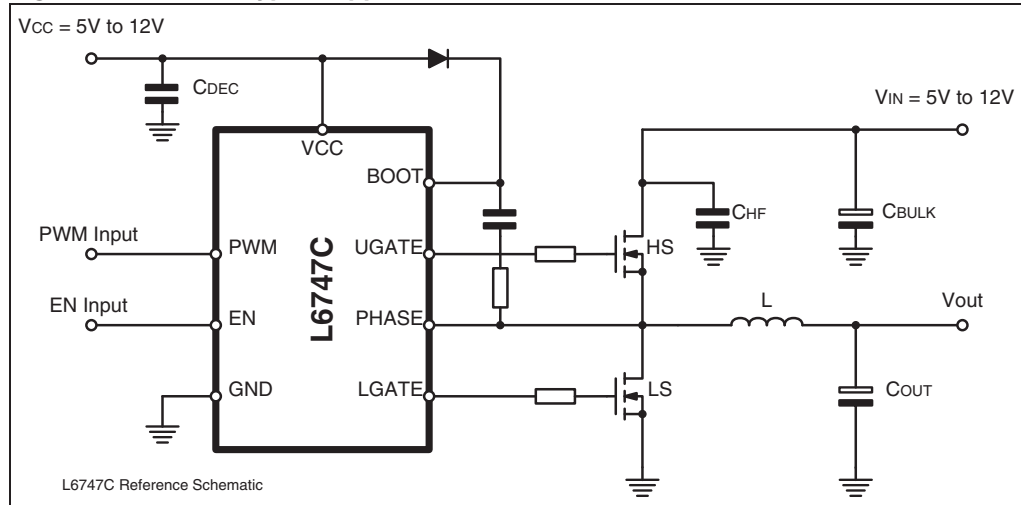 VCC = 5V to 12V
CDEC
VIN = 5V to 12V
VCC
BOOT
CHF
CBULK
PWM Input
PWM
UGATE
HS
L6747C
EN Input
EN
PHASE
L
Vout
GND
LGATE
LS
COUT
L6747C Reference Schematic